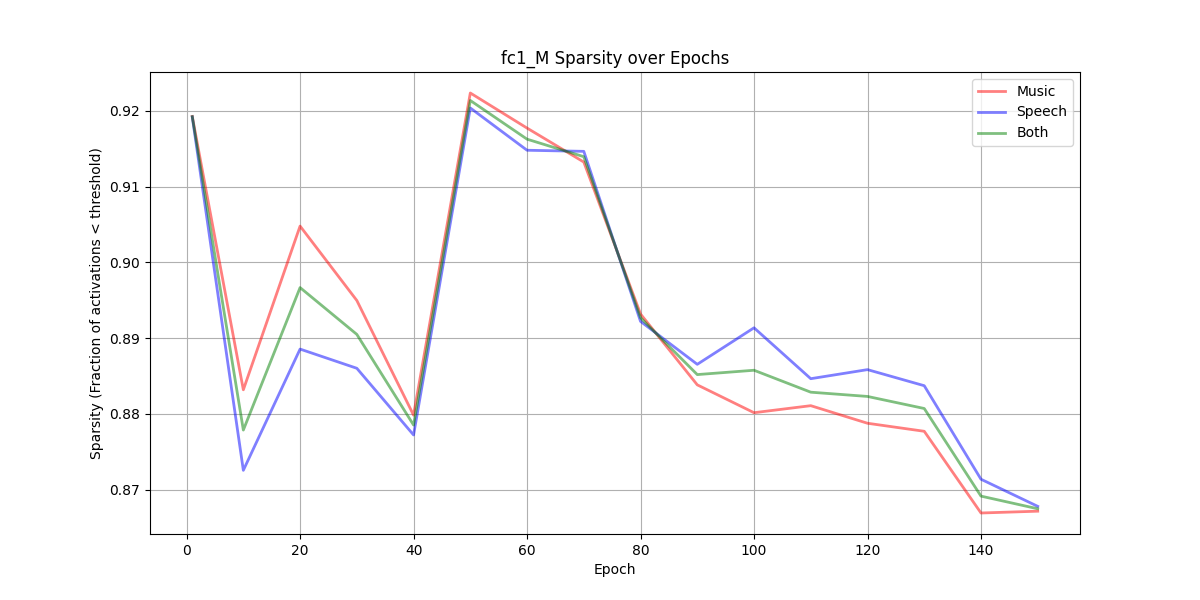 fc1_M Sparsity over Epochs
Music
Speech
Both
Sparsity (Fraction of activations < threshold)
0.92
0.91
0.90
0.89
0.88
0.87
0 20 40 60 80 100 120 140
Epoch